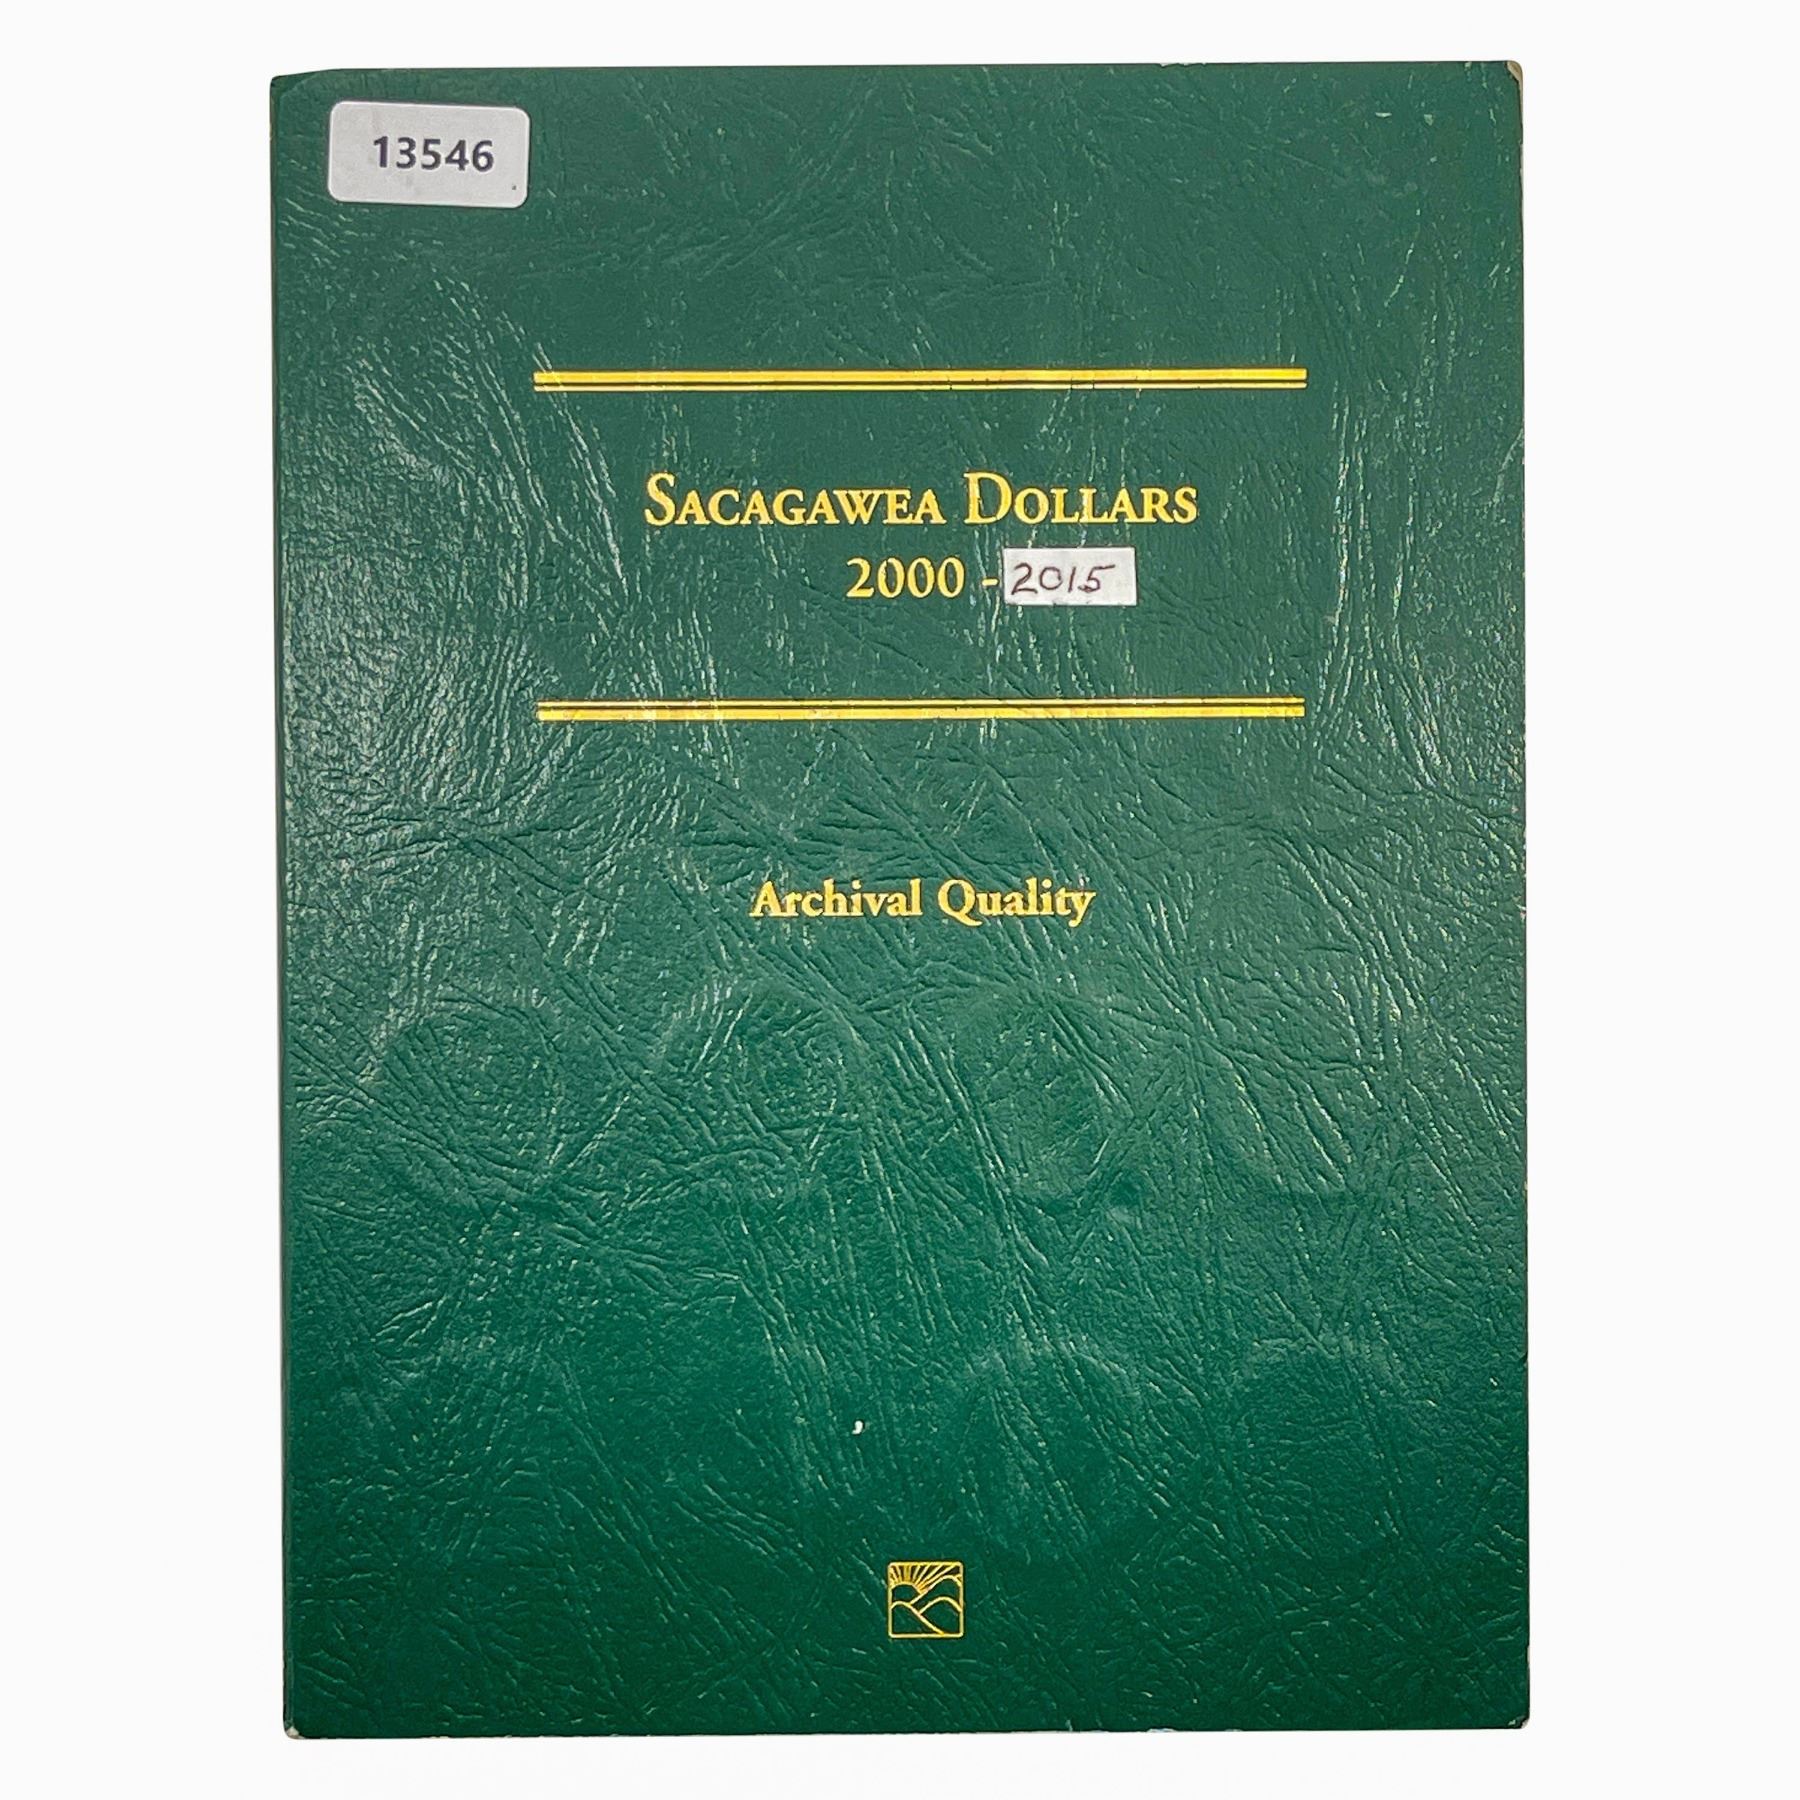 13546
SACAGAWEA DOLLARS
2000 - 2015
Archival Quality